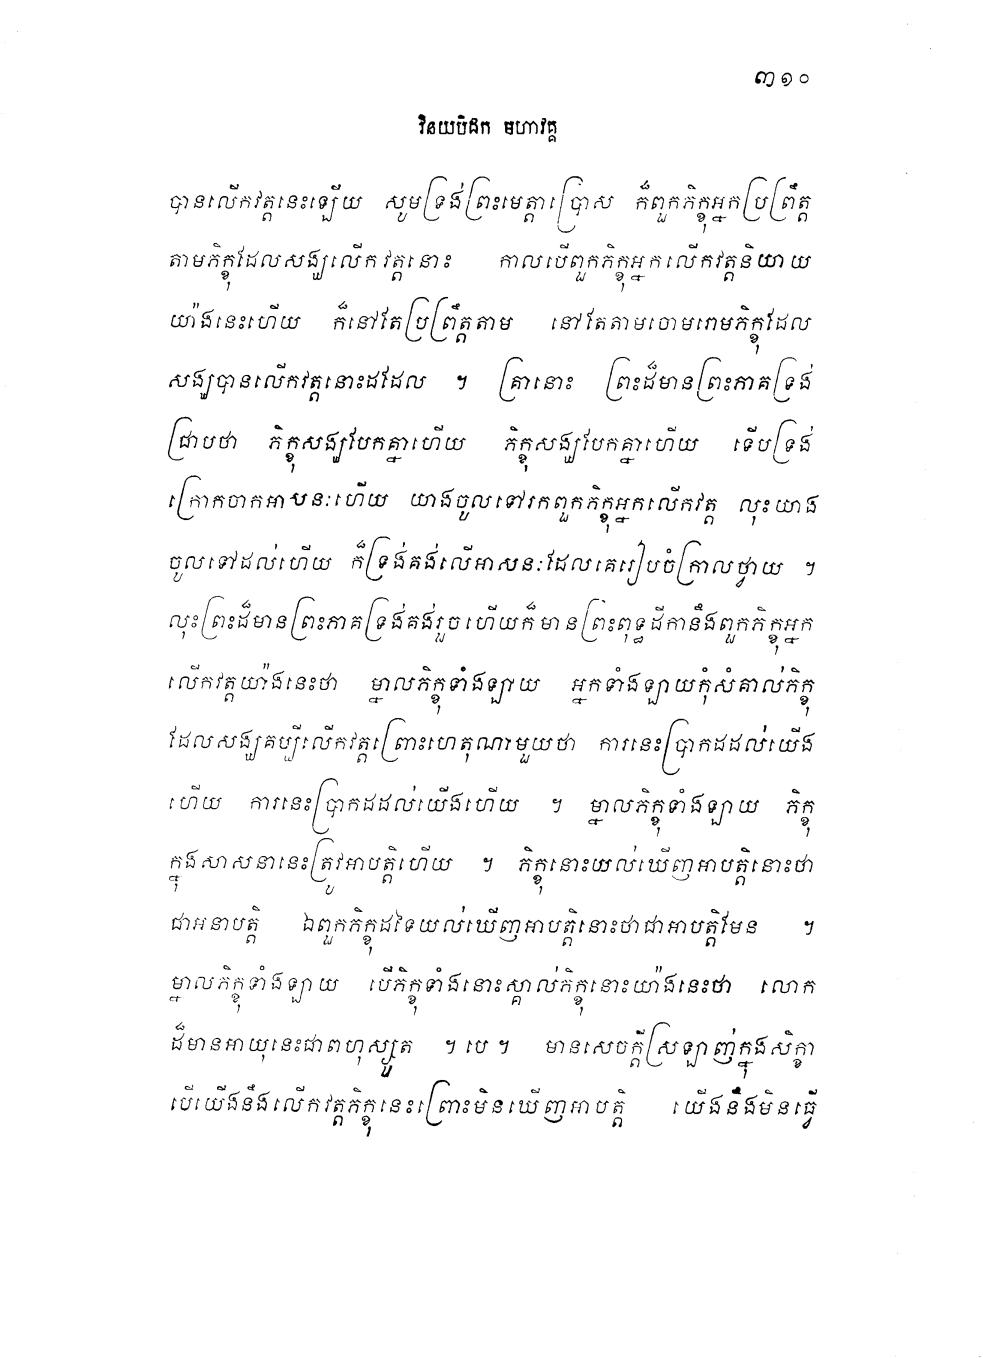 ៣១០
វិនយបិដក មហាវគ្គ
បានលើកវត្តនេះឡើយ សូមទ្រង់ព្រះមេត្តាប្រោស ក៏ពួកភិក្ខុអ្នកប្រព្រឹត្ត
តាមភិក្ខុដែលសង្ឃលើកវត្តនោះ កាលបើពួកភិក្ខុអ្នកលើកវត្តនិយាយ
យ៉ាងនេះហើយ ក៏នៅតែប្រព្រឹត្តតាម នៅតែតាមចោមរោមភិក្ខុដែល
សង្ឃបានលើកវត្តនោះដដែល ។ គ្រានោះ ព្រះដ៏មានព្រះភាគទ្រង់
ជ្រាបថា ភិក្ខុសង្ឃបែកគ្នាហើយ ភិក្ខុសង្ឃបែកគ្នាហើយ ទើបទ្រង់
ក្រោកចាកអាសនៈហើយ យាងចូលទៅរកពួកភិក្ខុអ្នកលើកវត្ត លុះយាង
ចូលទៅដល់ហើយ ក៏ទ្រង់គង់លើអាសនៈដែលគេរៀបចំក្រាលថ្វាយ ។
លុះព្រះដ៏មានព្រះភាគទ្រង់គង់រួចហើយក៏មានព្រះពុទ្ធដីកានឹងពួកភិក្ខុអ្នក
លើកវត្តយ៉ាងនេះថា ម្នាលភិក្ខុទាំងឡាយ អ្នកទាំងឡាយកុំសំគាល់ភិក្ខុ
ដែលសង្ឃគប្បីលើកវត្តព្រោះហេតុណាមួយថា ការនេះប្រាកដដល់យើង
ហើយ ការនេះប្រាកដដល់យើងហើយ ។ ម្នាលភិក្ខុទាំងឡាយ ភិក្ខុ
ក្នុងសាសនានេះត្រូវអាបត្តិហើយ ។ ភិក្ខុនោះយល់ឃើញអាបត្តិនោះថា
ជាអនាបត្តិ ឯពួកភិក្ខុដទៃយល់ឃើញអាបត្តិនោះថាជាអាបត្តិមែន ។
ម្នាលភិក្ខុទាំងឡាយ បើភិក្ខុទាំងនោះស្គាល់ភិក្ខុនោះយ៉ាងនេះថា លោក
ដ៏មានអាយុនេះជាពហុស្សូត ។ បេ ។ មានសេចក្តីស្រឡាញ់ក្នុងសិក្ខា
បើយើងនឹងលើកវត្តភិក្ខុនេះព្រោះមិនឃើញអាបត្តិ យើងនឹងមិនធ្វើ